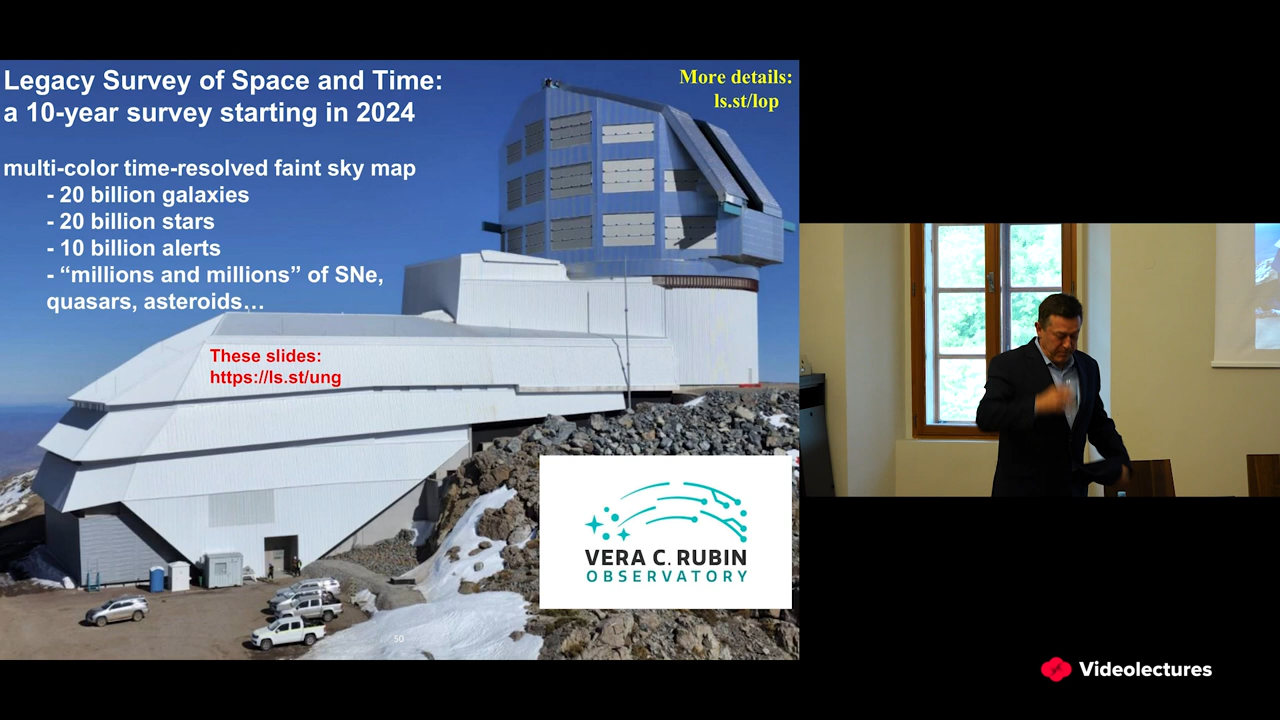 Legacy Survey of Space and Time:
a 10-year survey starting in 2024
More details:
ls.st/lop
multi-color time-resolved faint sky map
- 20 billion galaxies
- 20 billion stars
- 10 billion alerts
- “millions and millions” of SNe,
quasars, asteroids…
These slides:
https://ls.st/ung
VERA C. RUBIN
OBSERVATORY
50
Videolectures